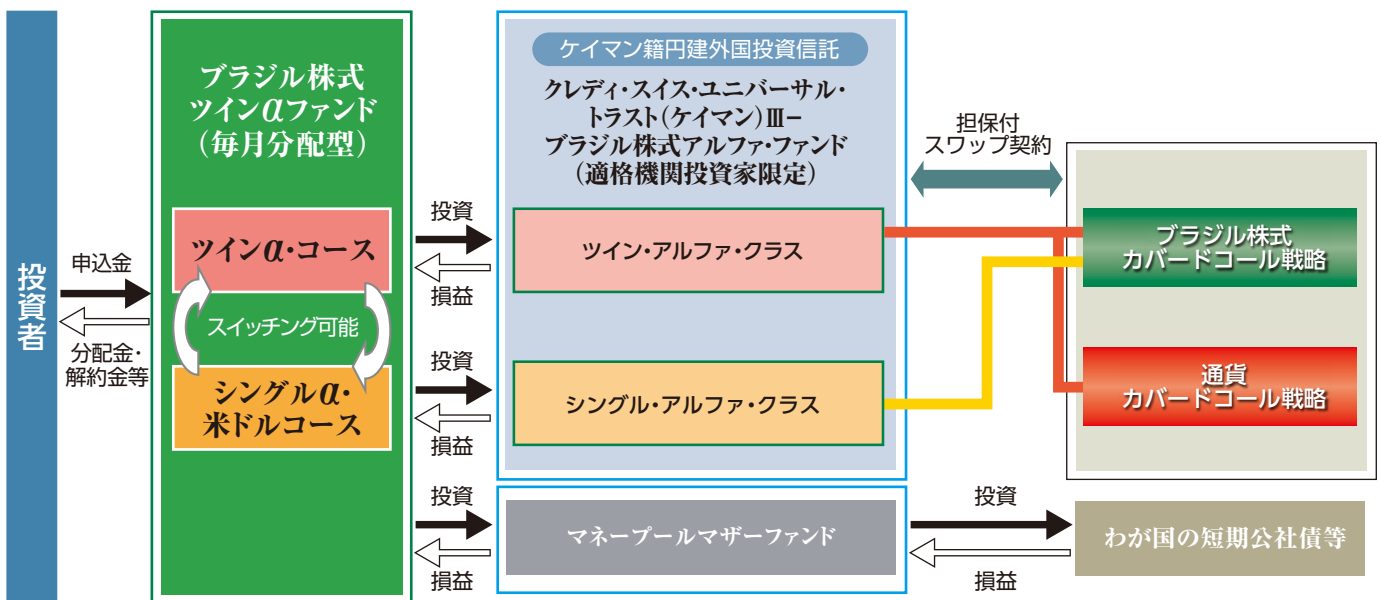 投資者
申込金
分配金・
解約金等
ブラジル株式
ツインαファンド
(毎月分配型)
ツインα・コース
スイッチング可能
シングルα・
米ドルコース
投資
損益
投資
損益
投資
損益
ケイマン籍円建外国投資信託
クレディ・スイス・ユニバーサル・
トラスト(ケイマン)Ⅲ−
ブラジル株式アルファ・ファンド
(適格機関投資家限定)
ツイン・アルファ・クラス
シングル・アルファ・クラス
マネープールマザーファンド
担保付
スワップ契約
ブラジル株式
カバードコール戦略
通貨
カバードコール戦略
投資
損益
わが国の短期公社債等